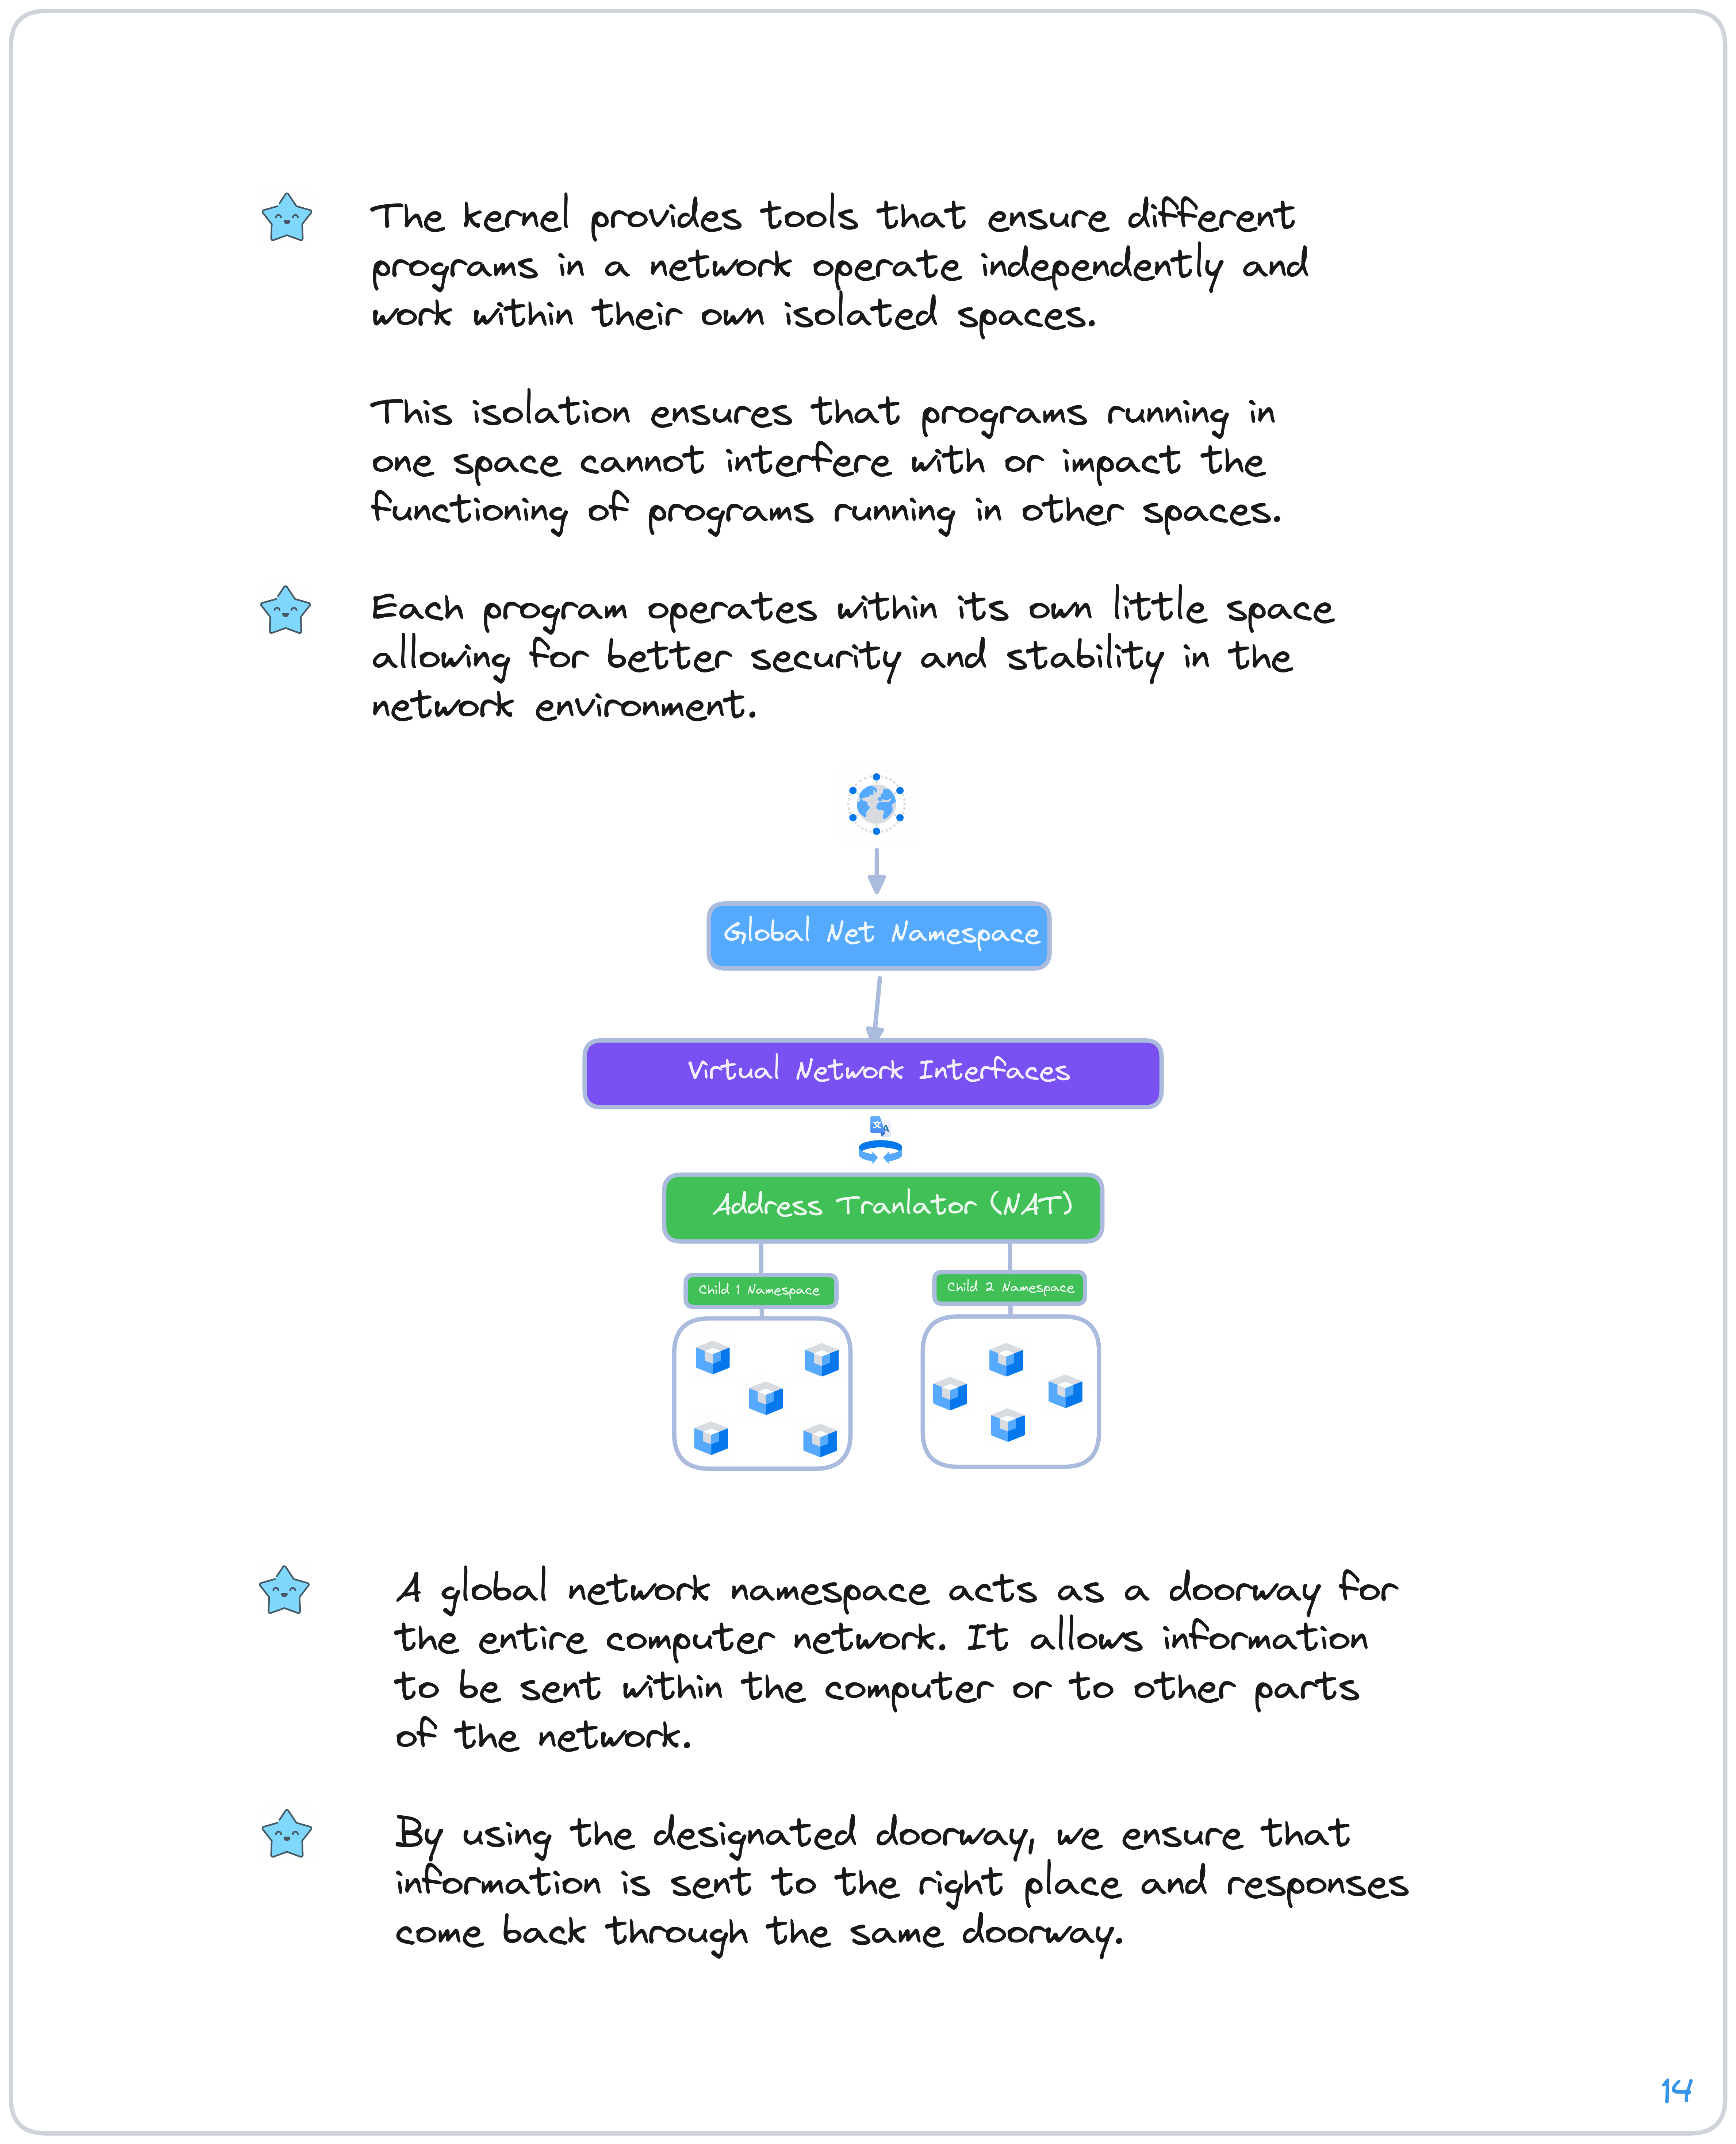 The kernel provides tools that ensure different
programs in a network operate independently and
work within their own isolated spaces.
This isolation ensures that programs running in
one space cannot interfere with or impact the
functioning of programs running in other spaces.
Each program operates within its own little space
allowing for better security and stability in the
network environment.
Global Net Namespace
Virtual Network Interfaces
文A
Address Tranlator (NAT)
Child 1 Namespace
Child 2 Namespace
A global network namespace acts as a doorway for
the entire computer network. It allows information
to be sent within the computer or to other parts
of the network.
By using the designated doorway, we ensure that
information is sent to the right place and responses
come back through the same doorway.
14